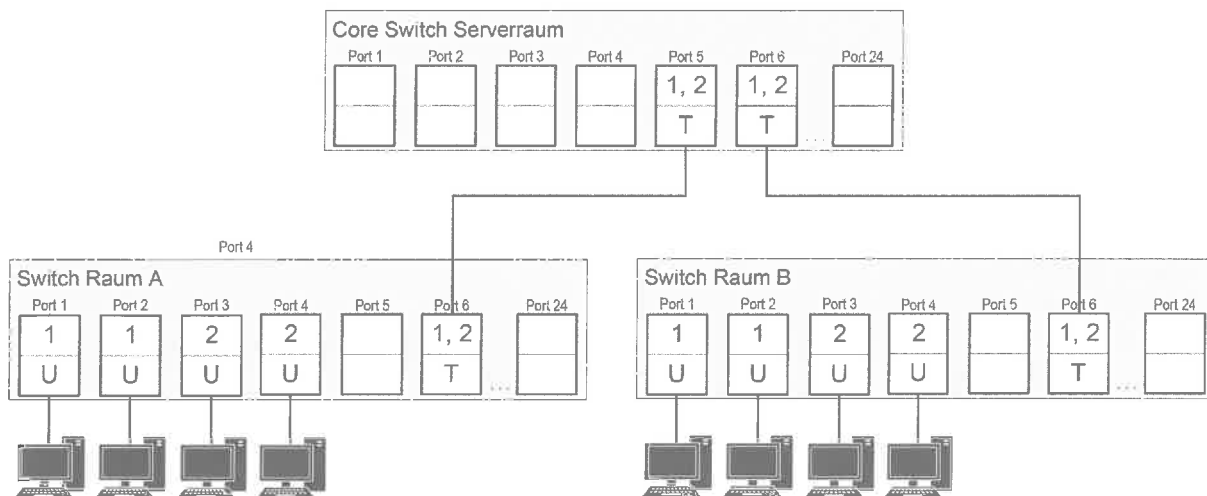 Core Switch Serverraum
Port 1 Port 2 Port 3 Port 4 Port 5 Port 6 Port 24
1, 2 1, 2
T T ...
Port 4
Switch Raum A
Port 1 Port 2 Port 3 Port 4 Port 5 Port 6 Port 24
1 1 2 2 1, 2
U U U U T ...
Switch Raum B
Port 1 Port 2 Port 3 Port 4 Port 5 Port 6 Port 24
1 1 2 2 1, 2
U U U U T ...